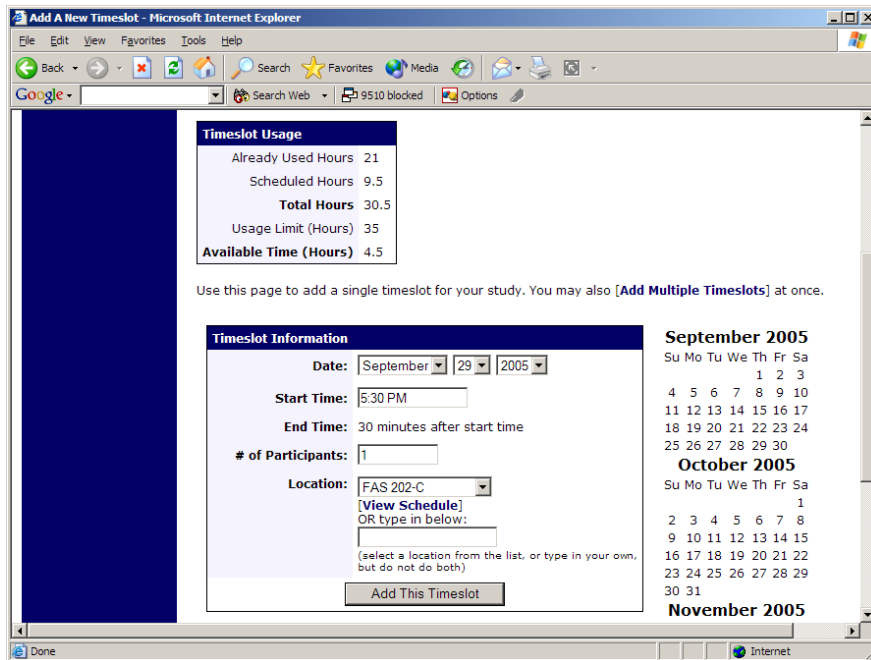 Add A New Timeslot - Microsoft Internet Explorer
File Edit View Favorites Tools Help
Back Search Favorites Media
Google Search Web 9510 blocked Options
Timeslot Usage
Already Used Hours 21
Scheduled Hours 9.5
Total Hours 30.5
Usage Limit (Hours) 35
Available Time (Hours) 4.5
Use this page to add a single timeslot for your study. You may also [Add Multiple Timeslots] at once.
Timeslot Information
Date: September 29 2005
Start Time: 5:30 PM
End Time: 30 minutes after start time
# of Participants: 1
Location: FAS 202-C
[View Schedule]
OR type in below:
(select a location from the list, or type in your own,
but do not do both)
Add This Timeslot
September 2005
Su Mo Tu We Th Fr Sa
1 2 3
4 5 6 7 8 9 10
11 12 13 14 15 16 17
18 19 20 21 22 23 24
25 26 27 28 29 30
October 2005
Su Mo Tu We Th Fr Sa
1
2 3 4 5 6 7 8
9 10 11 12 13 14 15
16 17 18 19 20 21 22
23 24 25 26 27 28 29
30 31
November 2005
Done Internet